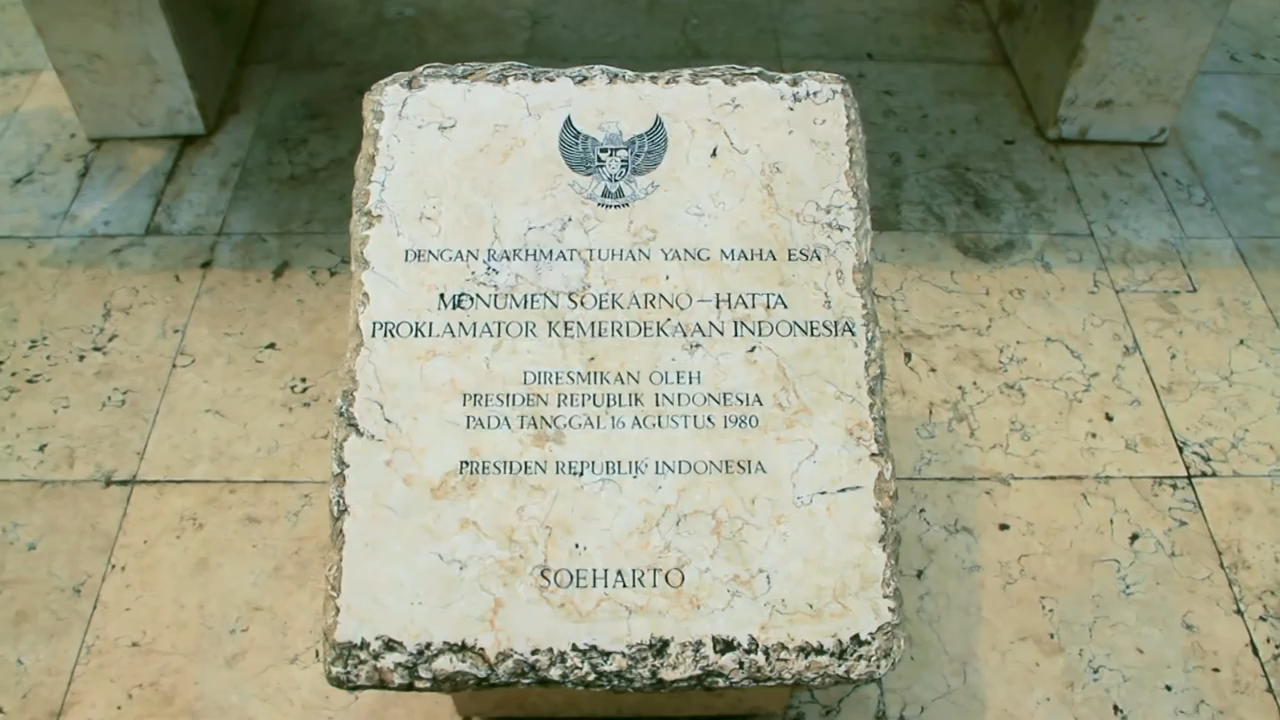 DENGAN RAKHMAT TUHAN YANG MAHA ESA
MONUMEN SOEKARNO-HATTA
PROKLAMATOR KEMERDEKAAN INDONESIA
DIRESMIKAN OLEH
PRESIDEN REPUBLIK INDONESIA
PADA TANGGAL 16 AGUSTUS 1980
PRESIDEN REPUBLIK INDONESIA
SOEHARTO